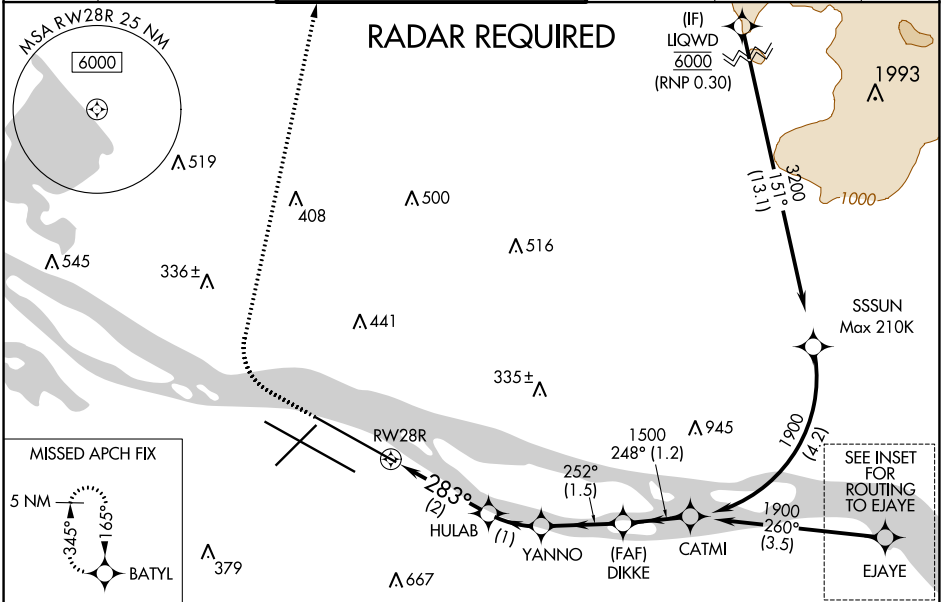 RADAR REQUIRED
MSA RW28R 25 NM
6000
(IF)
LIQWD
6000
(RNP 0.30)
1993
519
408
500
3200
151°
(13.1)
1000
516
545
336±
441
SSSUN
Max 210K
335±
945
1900
(4.2)
1500
248° (1.2)
252°
(1.5)
RW28R
283°
(2)
HULAB
(1)
YANNO
(FAF)
DIKKE
CATMI
SEE INSET
FOR
ROUTING
TO EJAYE
1900
260°
(3.5)
EJAYE
MISSED APCH FIX
5 NM
345°
165°
BATYL
379
667